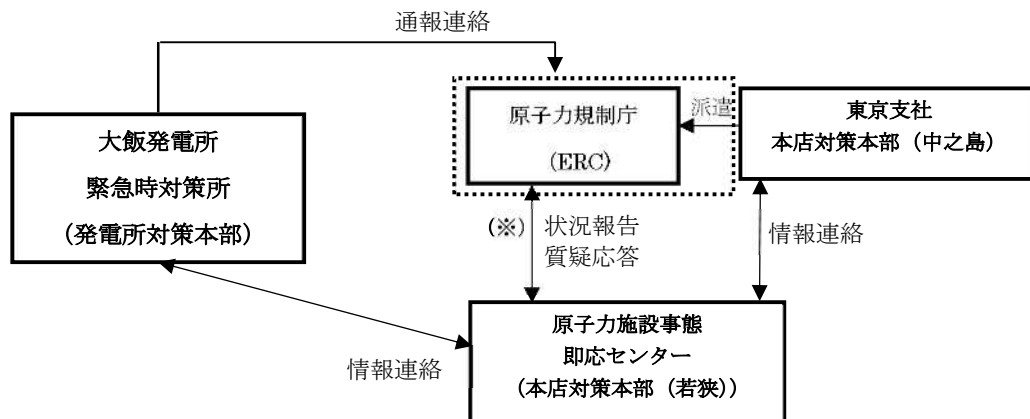 通報連絡
大飯発電所
緊急時対策所
(発電所対策本部)
原子力規制庁
(ERC)
派遣
東京支社
本店対策本部（中之島）
(※)
状況報告
質疑応答
情報連絡
情報連絡
原子力施設事態
即応センター
(本店対策本部（若狭）)